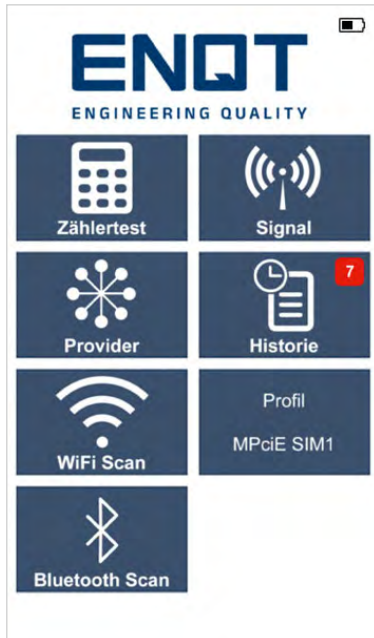 ENQT
ENGINEERING QUALITY
Zählertest
Signal
Provider
7
Historie
WiFi Scan
Profil
MPciE SIM1
Bluetooth Scan